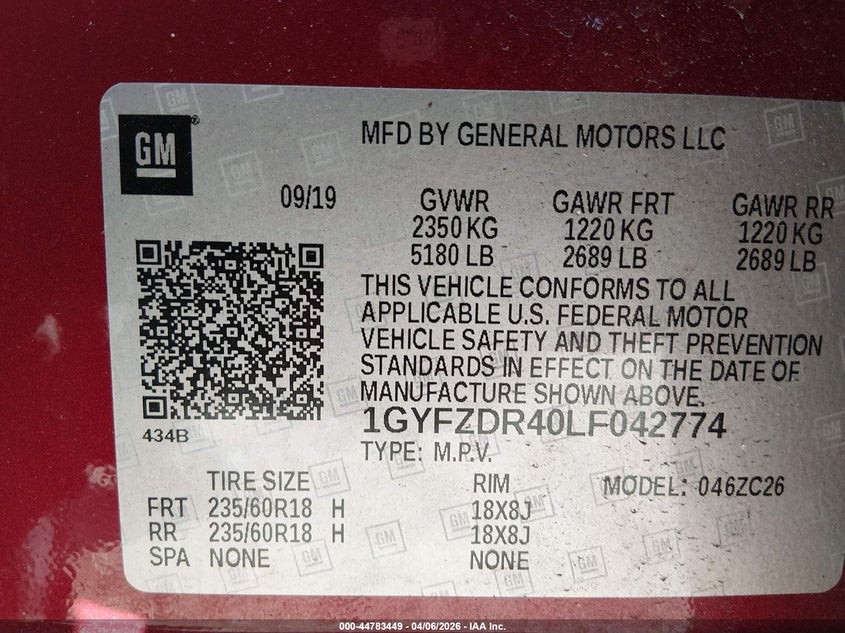 GM
MFD BY GENERAL MOTORS LLC
09/19 GVWR GAWR FRT GAWR RR
2350 KG 1220 KG 1220 KG
5180 LB 2689 LB 2689 LB
THIS VEHICLE CONFORMS TO ALL
APPLICABLE U.S. FEDERAL MOTOR
VEHICLE SAFETY AND THEFT PREVENTION
STANDARDS IN EFFECT ON THE DATE OF
MANUFACTURE SHOWN ABOVE.
1GYFZDR40LF042774
434B
TYPE: M.P.V.
TIRE SIZE RIM MODEL: 046ZC26
FRT 235/60R18 H 18X8J
RR 235/60R18 H 18X8J
SPA NONE NONE
000-44783449 - 04/06/2026 - IAA Inc.